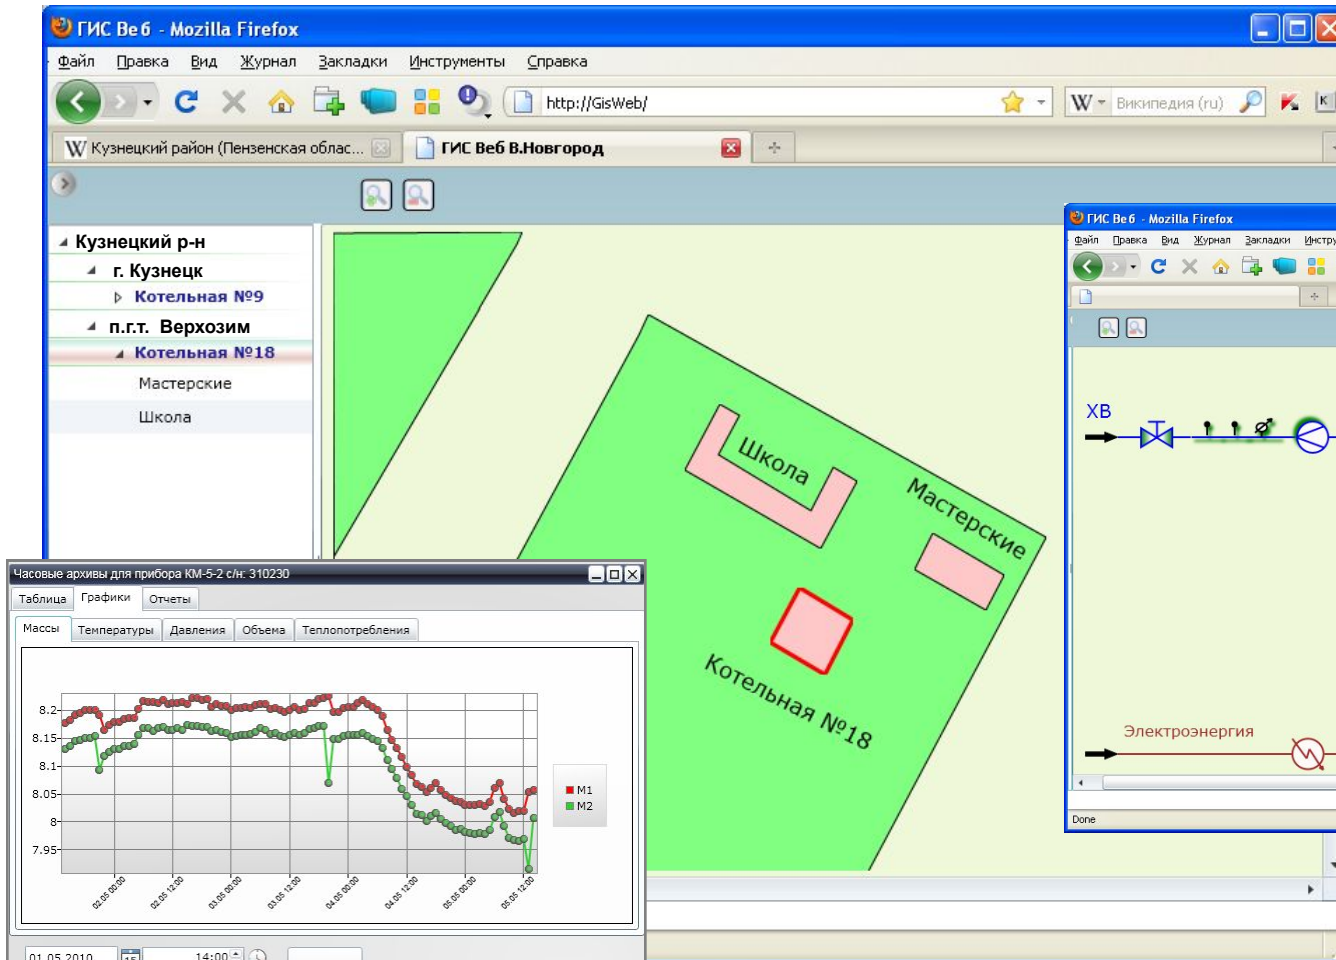 ГИС Веб - Mozilla Firefox
Файл Правка Вид Журнал Закладки Инструменты Справка
http://GisWeb/
W Википедия (ru)
K
W Кузнецкий район (Пензенская облас...
ГИС Веб В.Новгород
Кузнецкий р-н
г. Кузнецк
Котельная №9
п.г.т. Верхозим
Котельная №18
Мастерские
Школа
Школа
Мастерские
Котельная №18
ГИС Веб - Mozilla Firefox
Файл Правка Вид Журнал Закладки Инстру
ХВ
Электроэнергия
Done
Часовые архивы для прибора КМ-5-2 с/н: 310230
Таблица Графики Отчеты
Массы Температуры Давления Объема Теплопотребления
8.2
8.15
8.1
8.05
8
7.95
M1
M2
02.05 00:00 02.05 12:00 03.05 00:00 03.05 12:00 04.05 00:00 04.05 12:00 05.05 00:00 05.05 12:00
01.05.2010 15 14:00